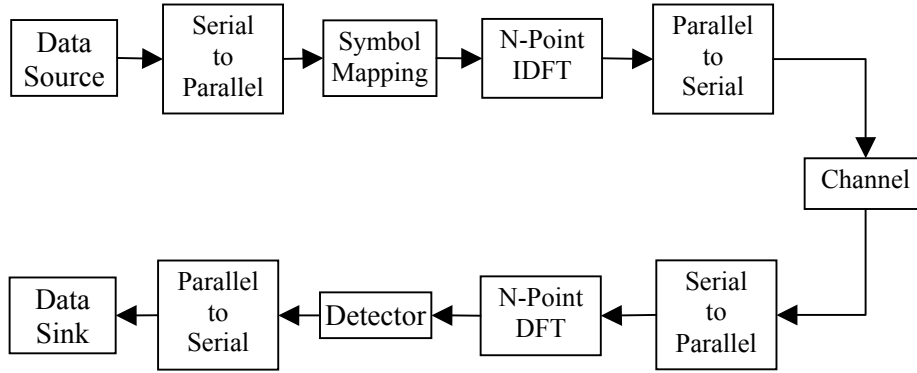 Data
Source
Serial
to
Parallel
Symbol
Mapping
N-Point
IDFT
Parallel
to
Serial
Channel
Data
Sink
Parallel
to
Serial
Detector
N-Point
DFT
Serial
to
Parallel